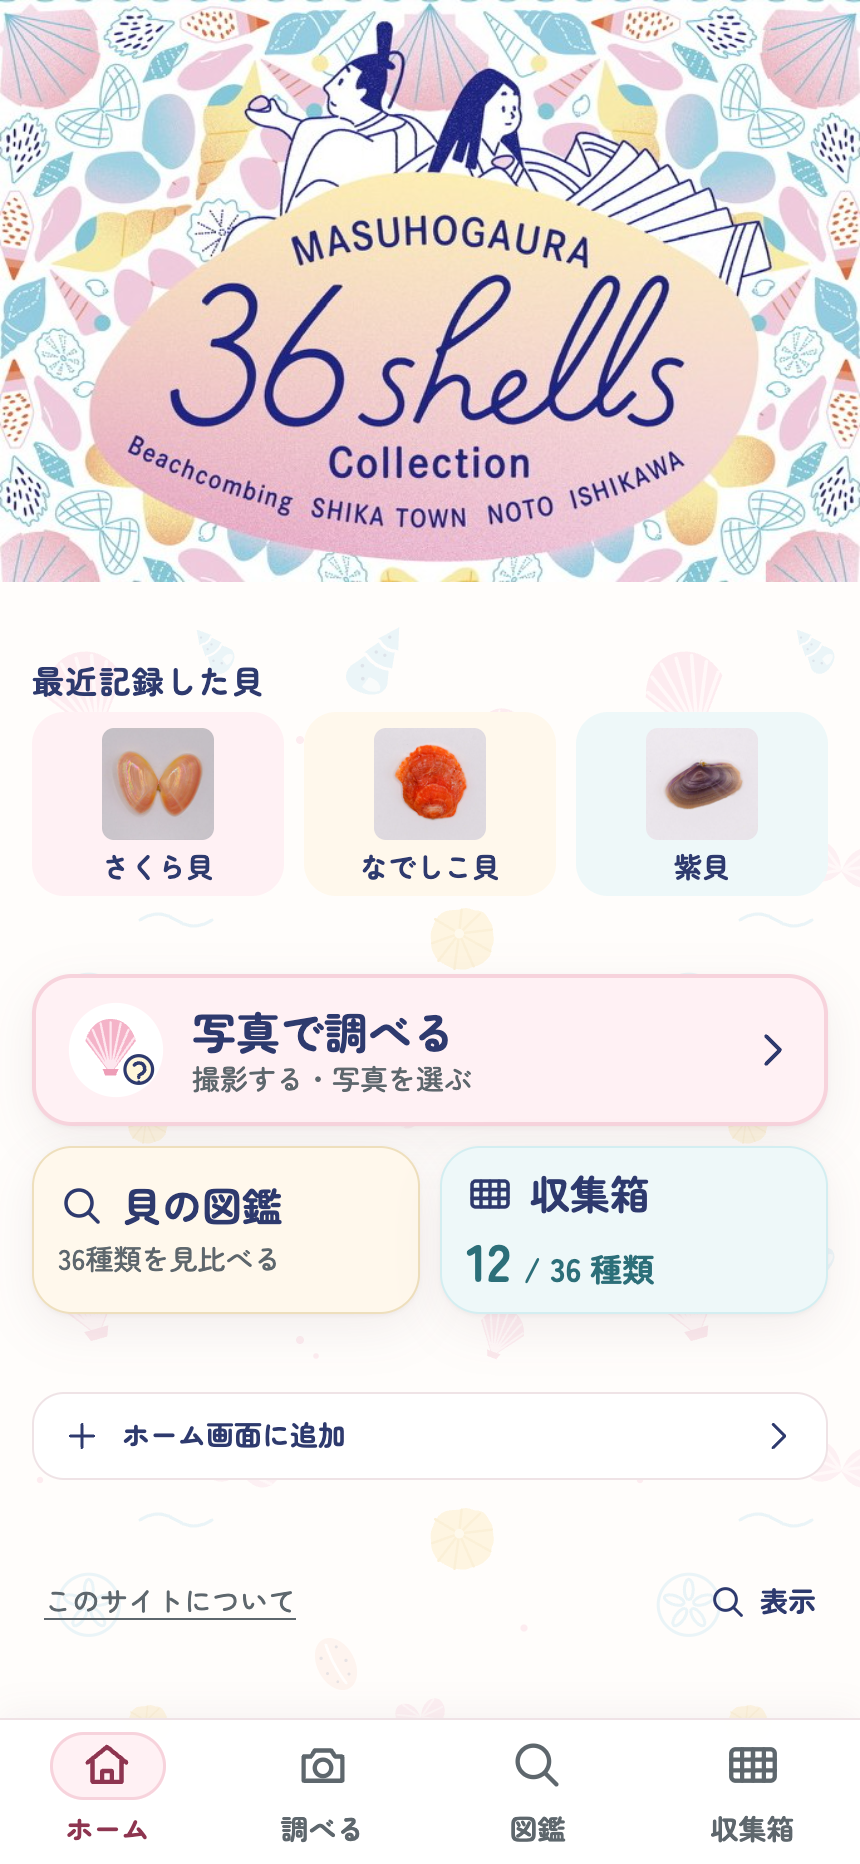 MASUHOGAURA
36 shells
Collection
Beachcombing SHIKA TOWN NOTO ISHIKAWA
最近記録した貝
さくら貝
なでしこ貝
紫貝
写真で調べる
撮影する・写真を選ぶ
貝の図鑑
36種類を見比べる
収集箱
12 / 36 種類
ホーム画面に追加
このサイトについて
表示
ホーム
調べる
図鑑
収集箱